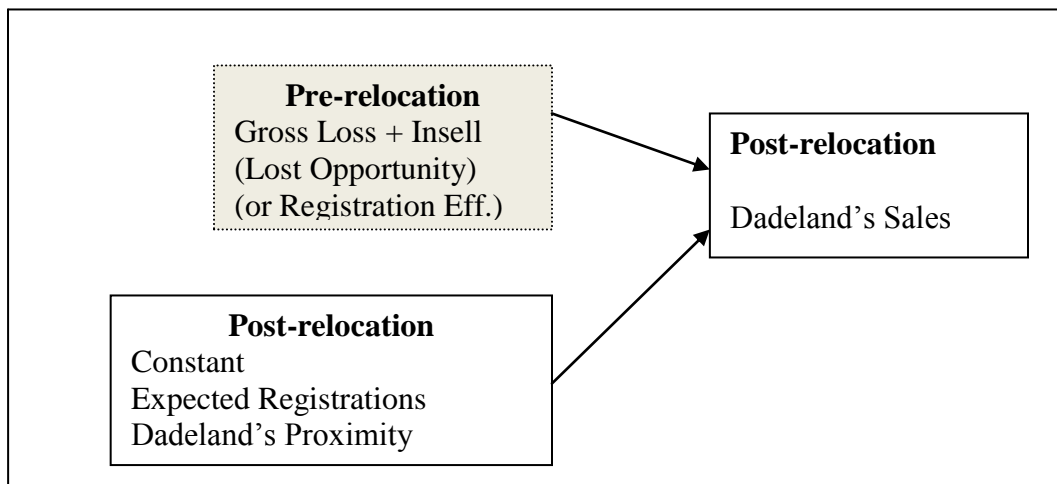 Pre-relocation
Gross Loss + Insell
(Lost Opportunity)
(or Registration Eff.)
Post-relocation
Dadeland’s Sales
Post-relocation
Constant
Expected Registrations
Dadeland’s Proximity